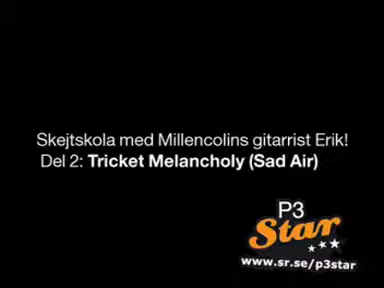 Skejtskola med Millencolins gitarrist Erik!
Del 2: Tricket Melancholy (Sad Air)
P3
Star
www.sr.se/p3star